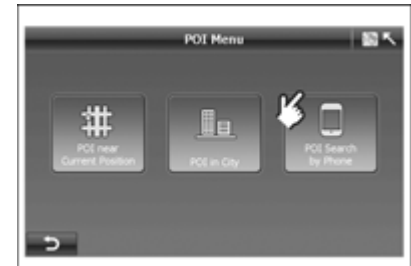 POI Menu
POI near
Current Position
POI in City
POI Search
by Phone